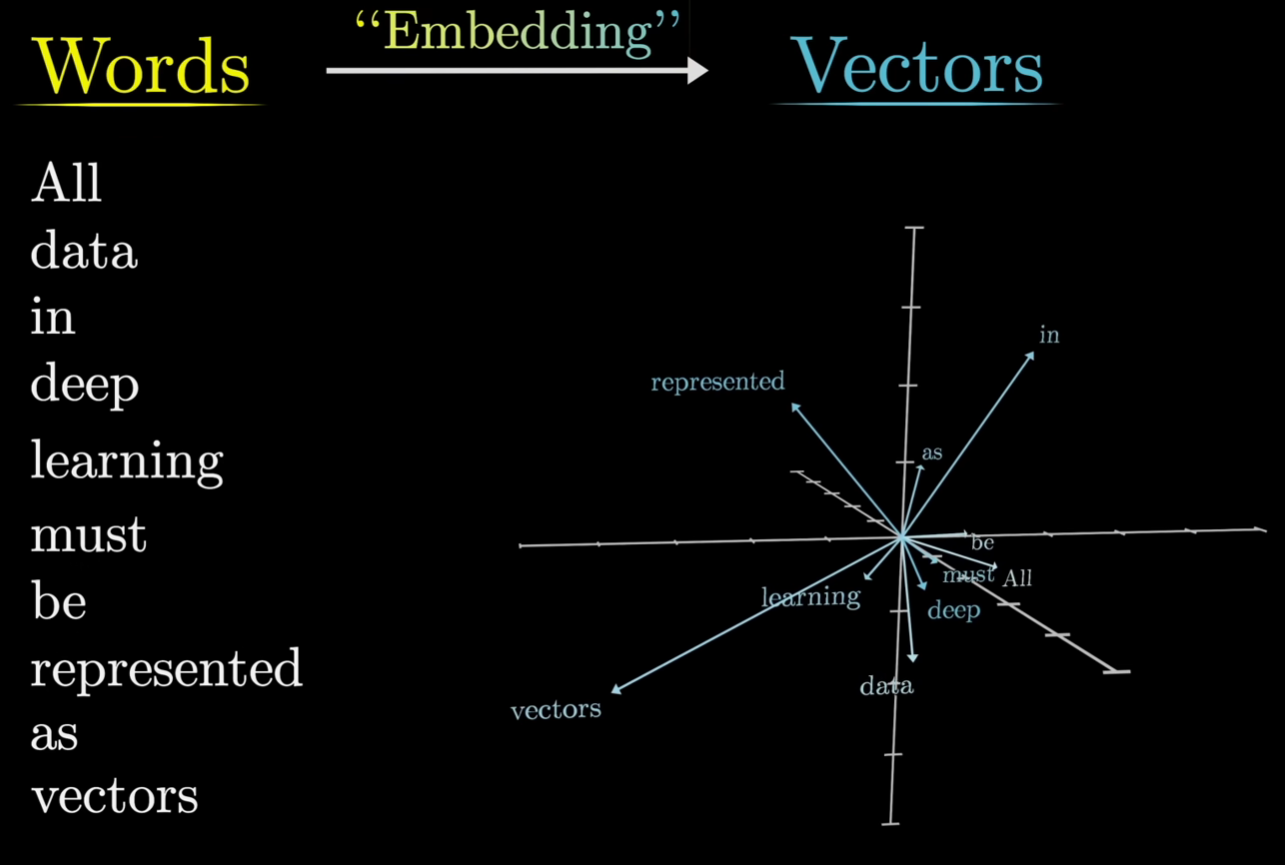 Words
“Embedding”
Vectors
All
data
in
deep
learning
must
be
represented
as
vectors
in
represented
as
be
must
All
learning
deep
data
vectors